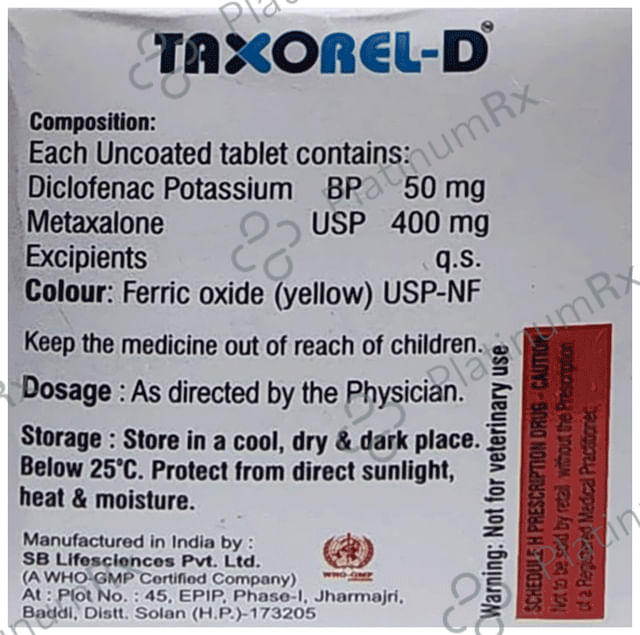 TAXOREL-D®
Composition:
Each Uncoated tablet contains:
Diclofenac Potassium BP 50 mg
Metaxalone USP 400 mg
Excipients q.s.
Colour: Ferric oxide (yellow) USP-NF
Keep the medicine out of reach of children.
Dosage : As directed by the Physician.
Storage : Store in a cool, dry & dark place.
Below 25°C. Protect from direct sunlight,
heat & moisture.
Manufactured in India by :
SB Lifesciences Pvt. Ltd.
(A WHO-GMP Certified Company)
At : Plot No. : 45, EPIP, Phase-I, Jharmajri,
Baddi, Distt. Solan (H.P.)-173205
WHO-GMP
Warning: Not for veterinary use
SCHEDULE H PRESCRIPTION DRUG - CAUTION
Not to be sold by retail without the Prescription
of a Registered Medical Practitioner.
PlatinumRx
PlatinumRx
PlatinumRx
PlatinumRx